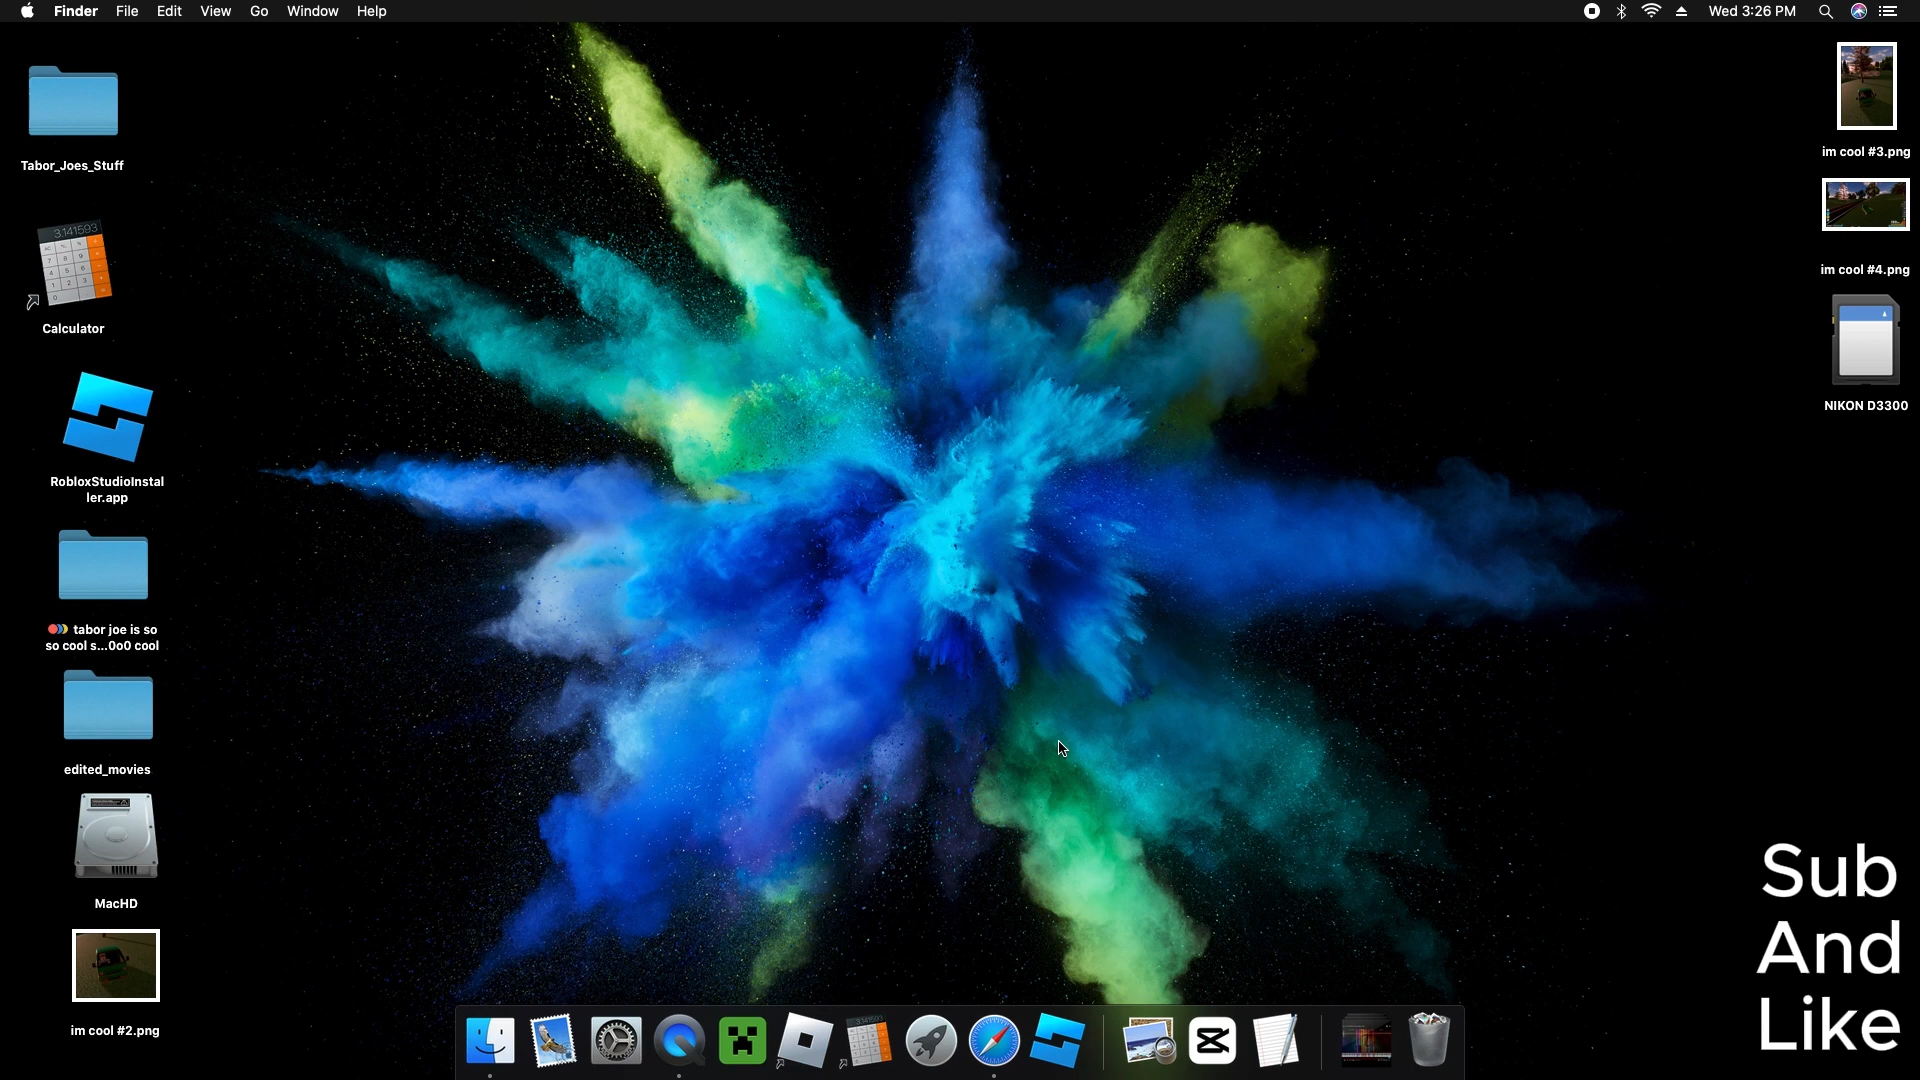 Finder File Edit View Go Window Help
Wed 3:26 PM
Tabor_Joes_Stuff
3.141593
Calculator
RobloxStudioInstal
ler.app
tabor joe is so
so cool s...0o0 cool
edited_movies
MacHD
im cool #2.png
im cool #3.png
im cool #4.png
NIKON D3300
Sub
And
Like